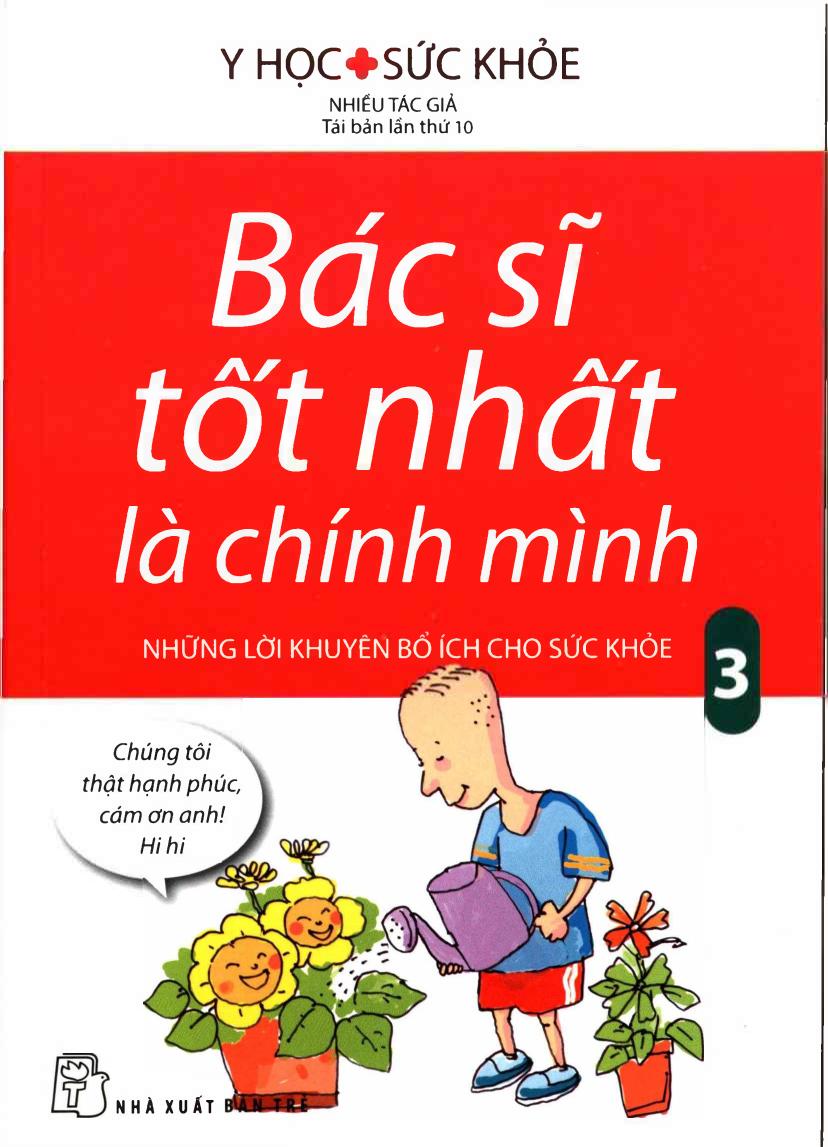 Y HỌC+SỨC KHỎE
NHIỀU TÁC GIẢ
Tái bản lần thứ 10
Bác sĩ
tốt nhất
là chính mình
NHỮNG LỜI KHUYÊN BỔ ÍCH CHO SỨC KHỎE
3
Chúng tôi
thật hạnh phúc,
cám ơn anh!
Hi hi
T
NHÀ XUẤT BẢN TRẺ